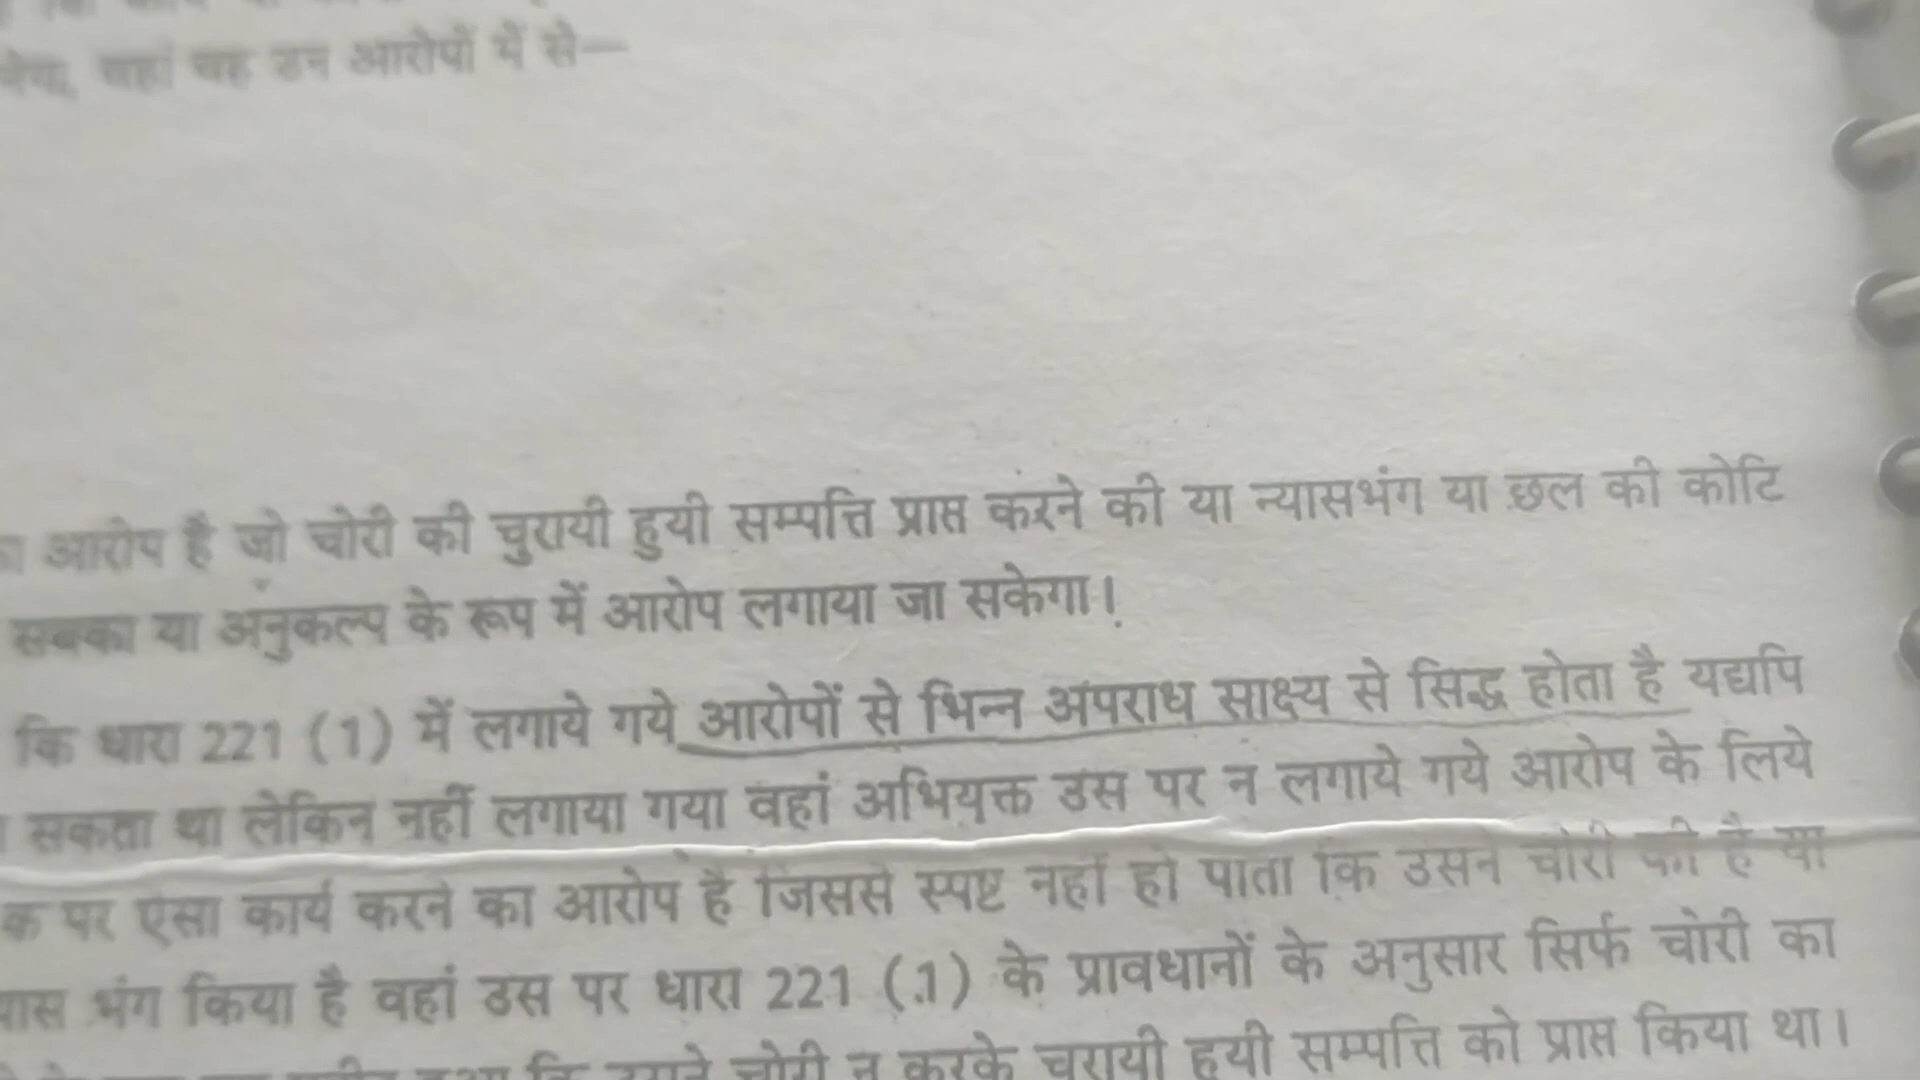 वहां वह उन आरोपों में से—
आरोप है जो चोरी की चुरायी हुयी सम्पत्ति प्राप्त करने की या न्यासभंग या छल की कोटि
सबका या अनुकल्प के रूप में आरोप लगाया जा सकेगा।
कि धारा 221 (1) में लगाये गये आरोपों से भिन्न अपराध साक्ष्य से सिद्ध होता है यद्यपि
सकता था लेकिन नहीं लगाया गया वहां अभियुक्त उस पर न लगाये गये आरोप के लिये
पर ऐसा कार्य करने का आरोप है जिससे स्पष्ट नहीं हो पाता कि उसने चोरी की है या
भंग किया है वहां उस पर धारा 221 (1) के प्रावधानों के अनुसार सिर्फ चोरी का
चोरी न करके चुरायी हुयी सम्पत्ति को प्राप्त किया था।